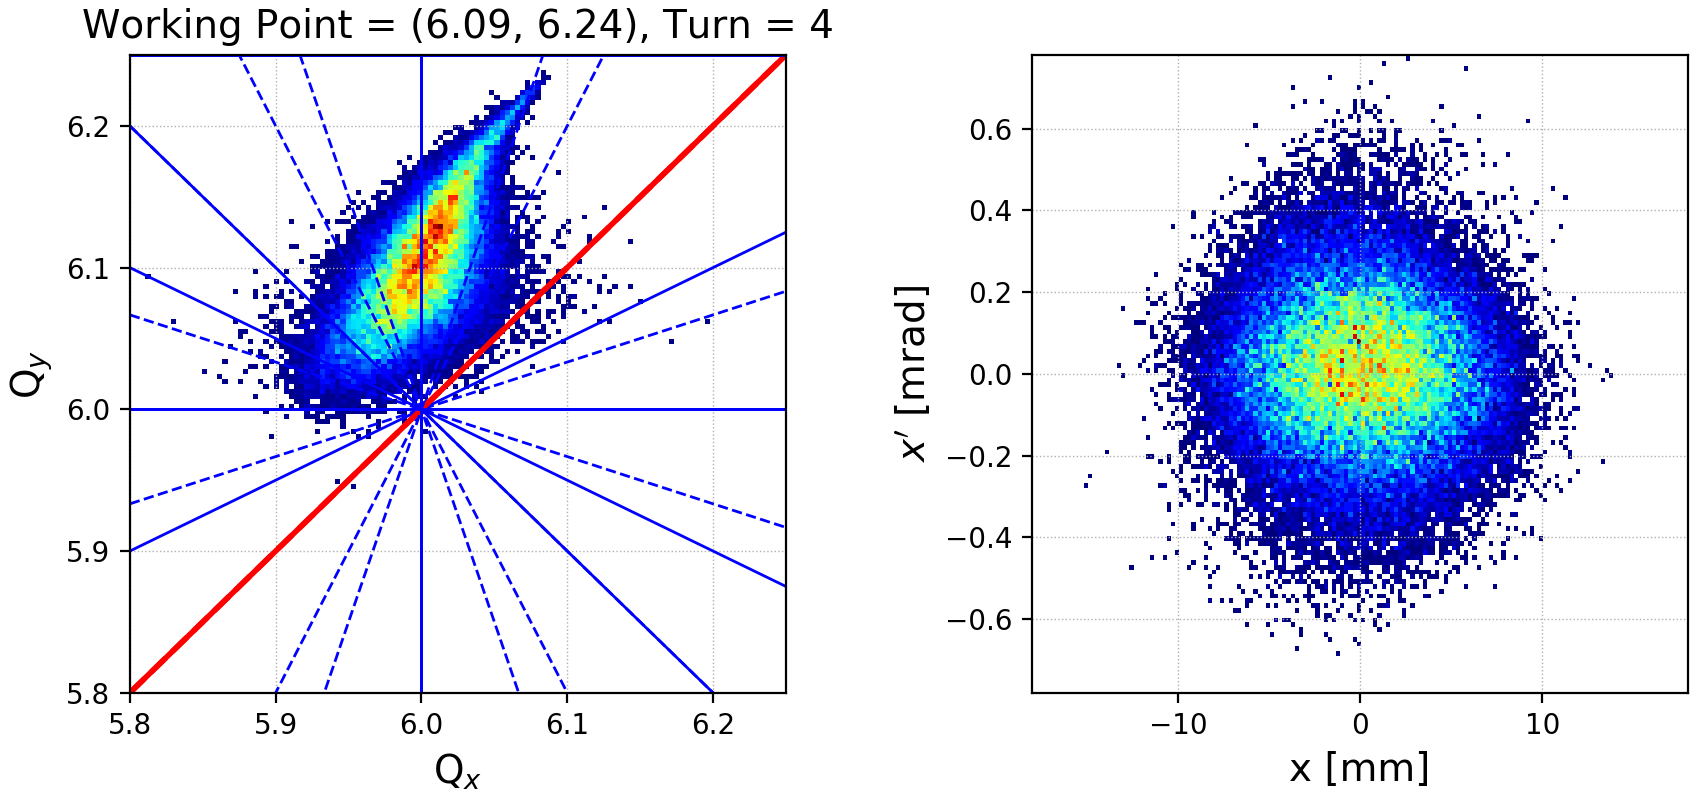 Working Point = (6.09, 6.24), Turn = 4
6.2
6.1
6.0
5.9
5.8
Qy
5.8 5.9 6.0 6.1 6.2
Qx
0.6
0.4
0.2
0.0
−0.2
−0.4
−0.6
x′ [mrad]
−10 0 10
x [mm]